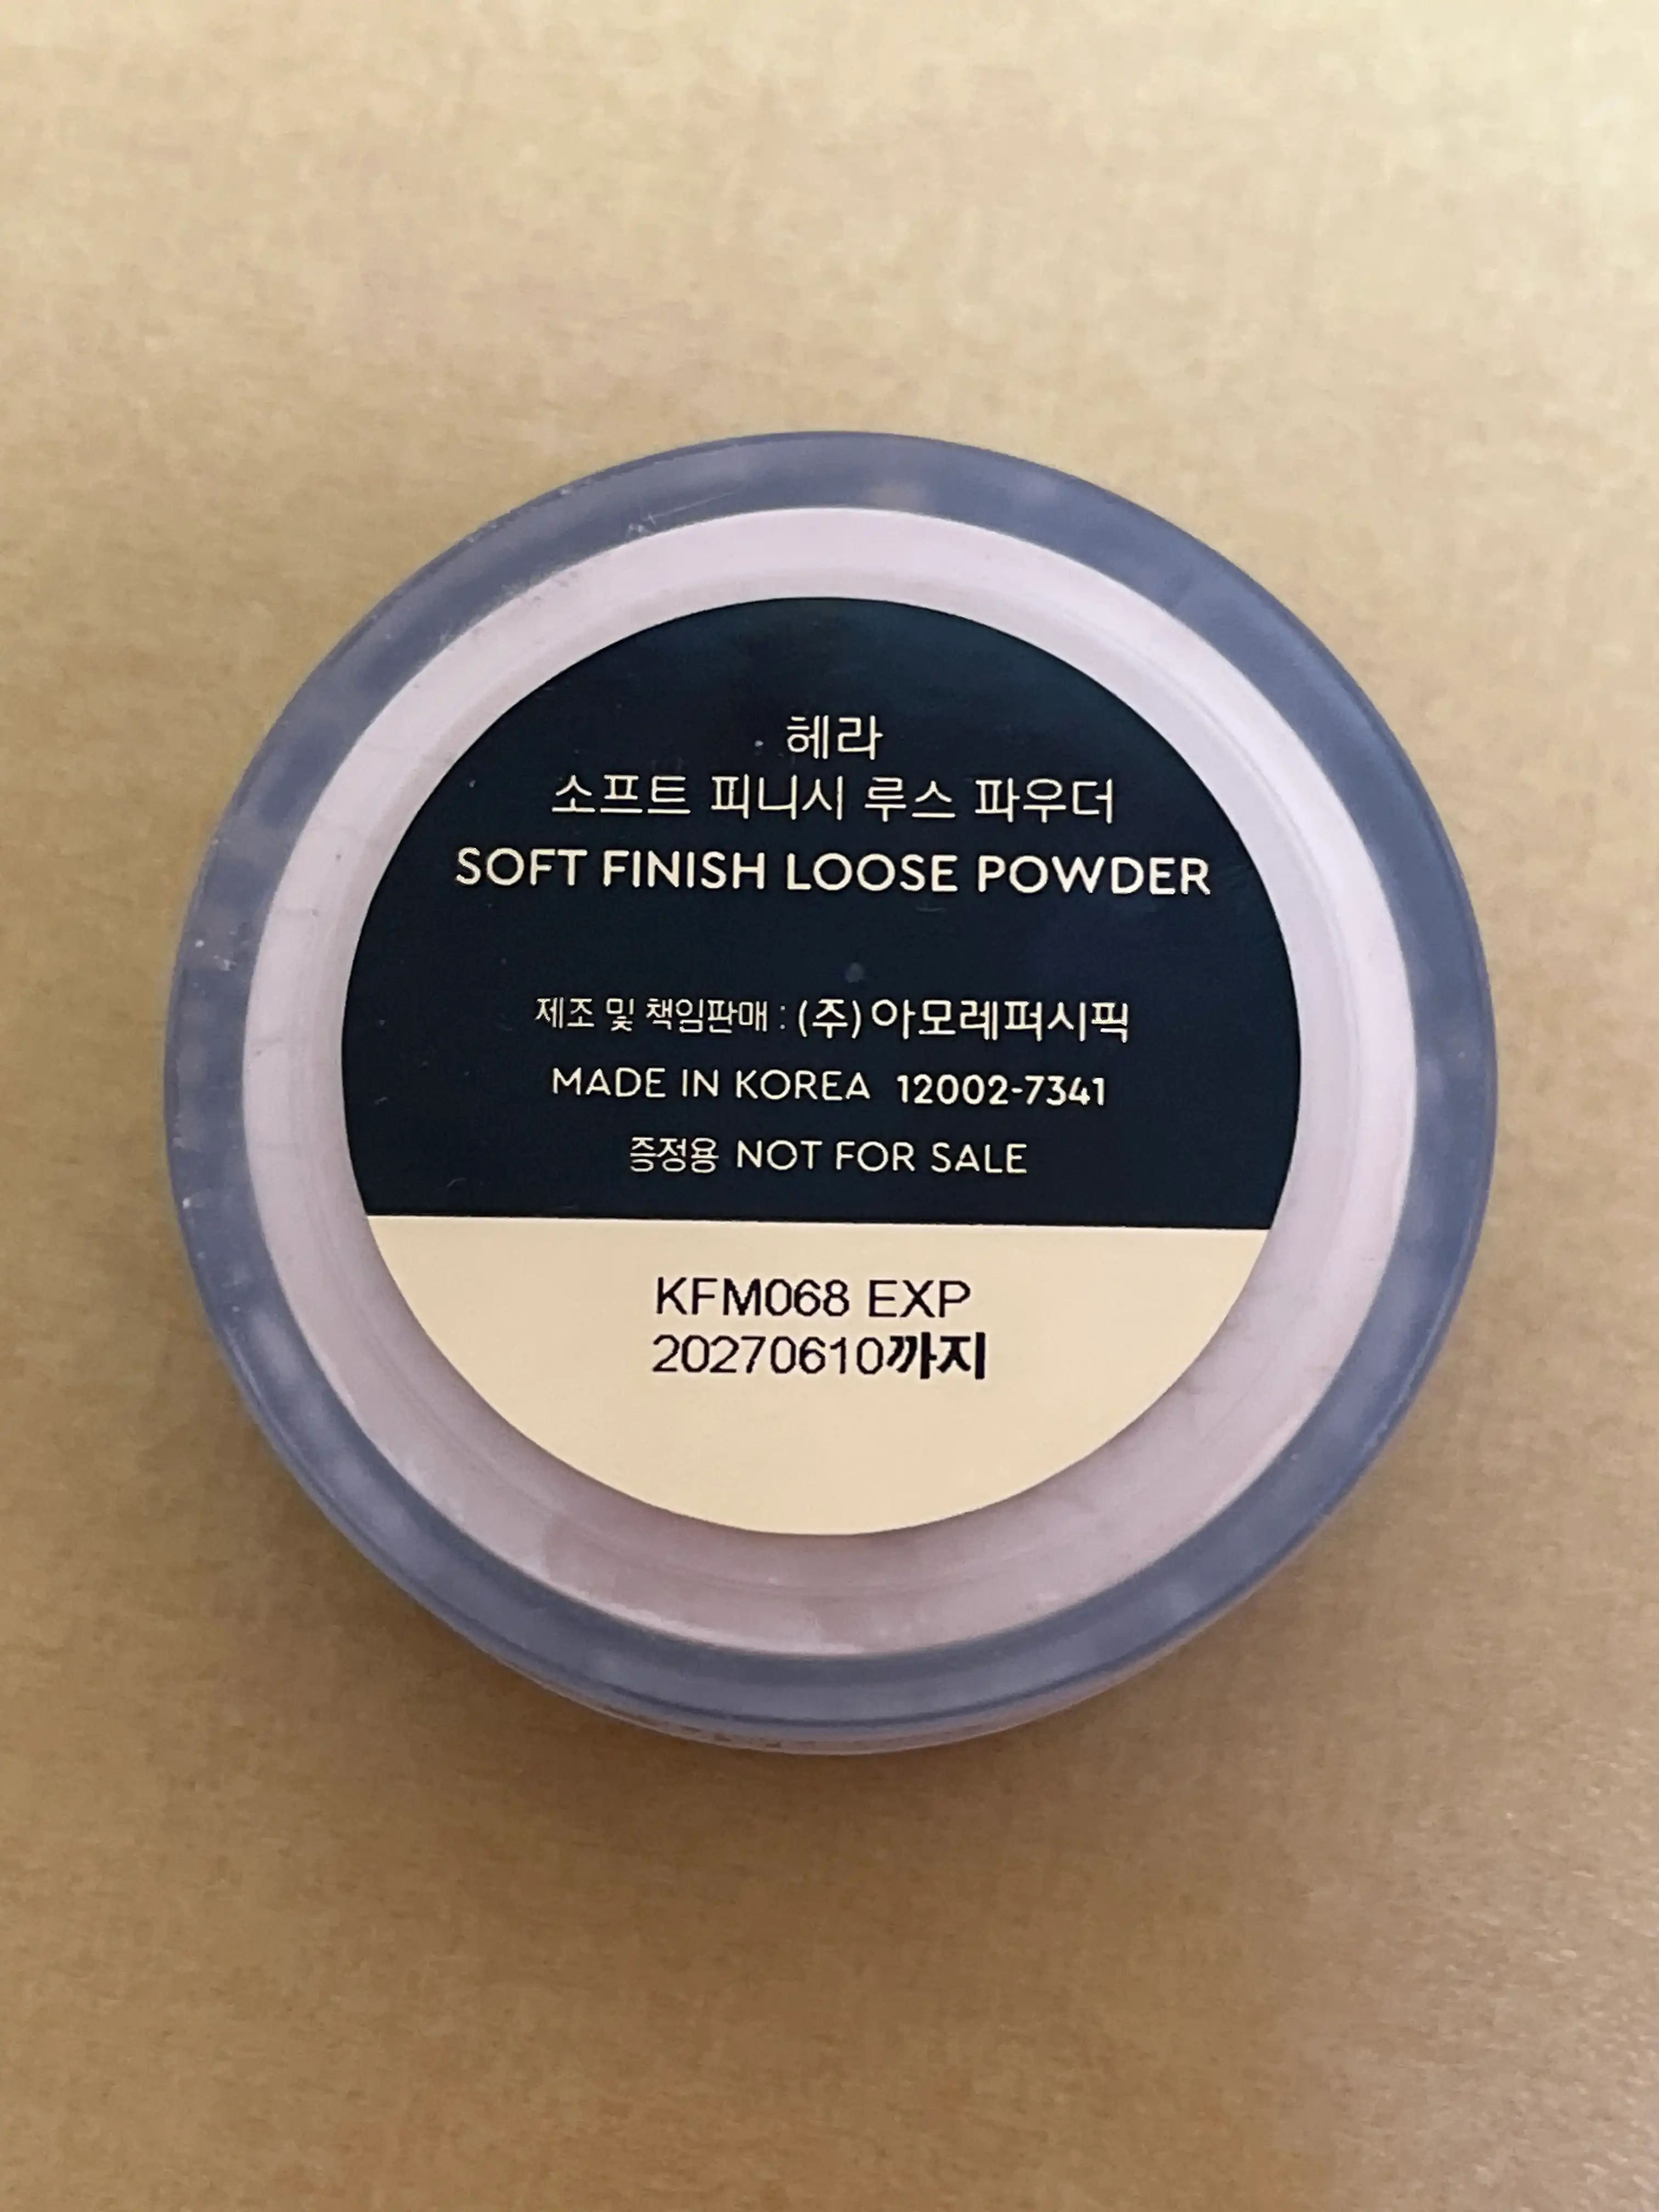 헤라
소프트 피니시 루스 파우더
SOFT FINISH LOOSE POWDER
제조 및 책임판매 : (주)아모레퍼시픽
MADE IN KOREA 12002-7341
증정용 NOT FOR SALE
KFM068 EXP
20270610까지